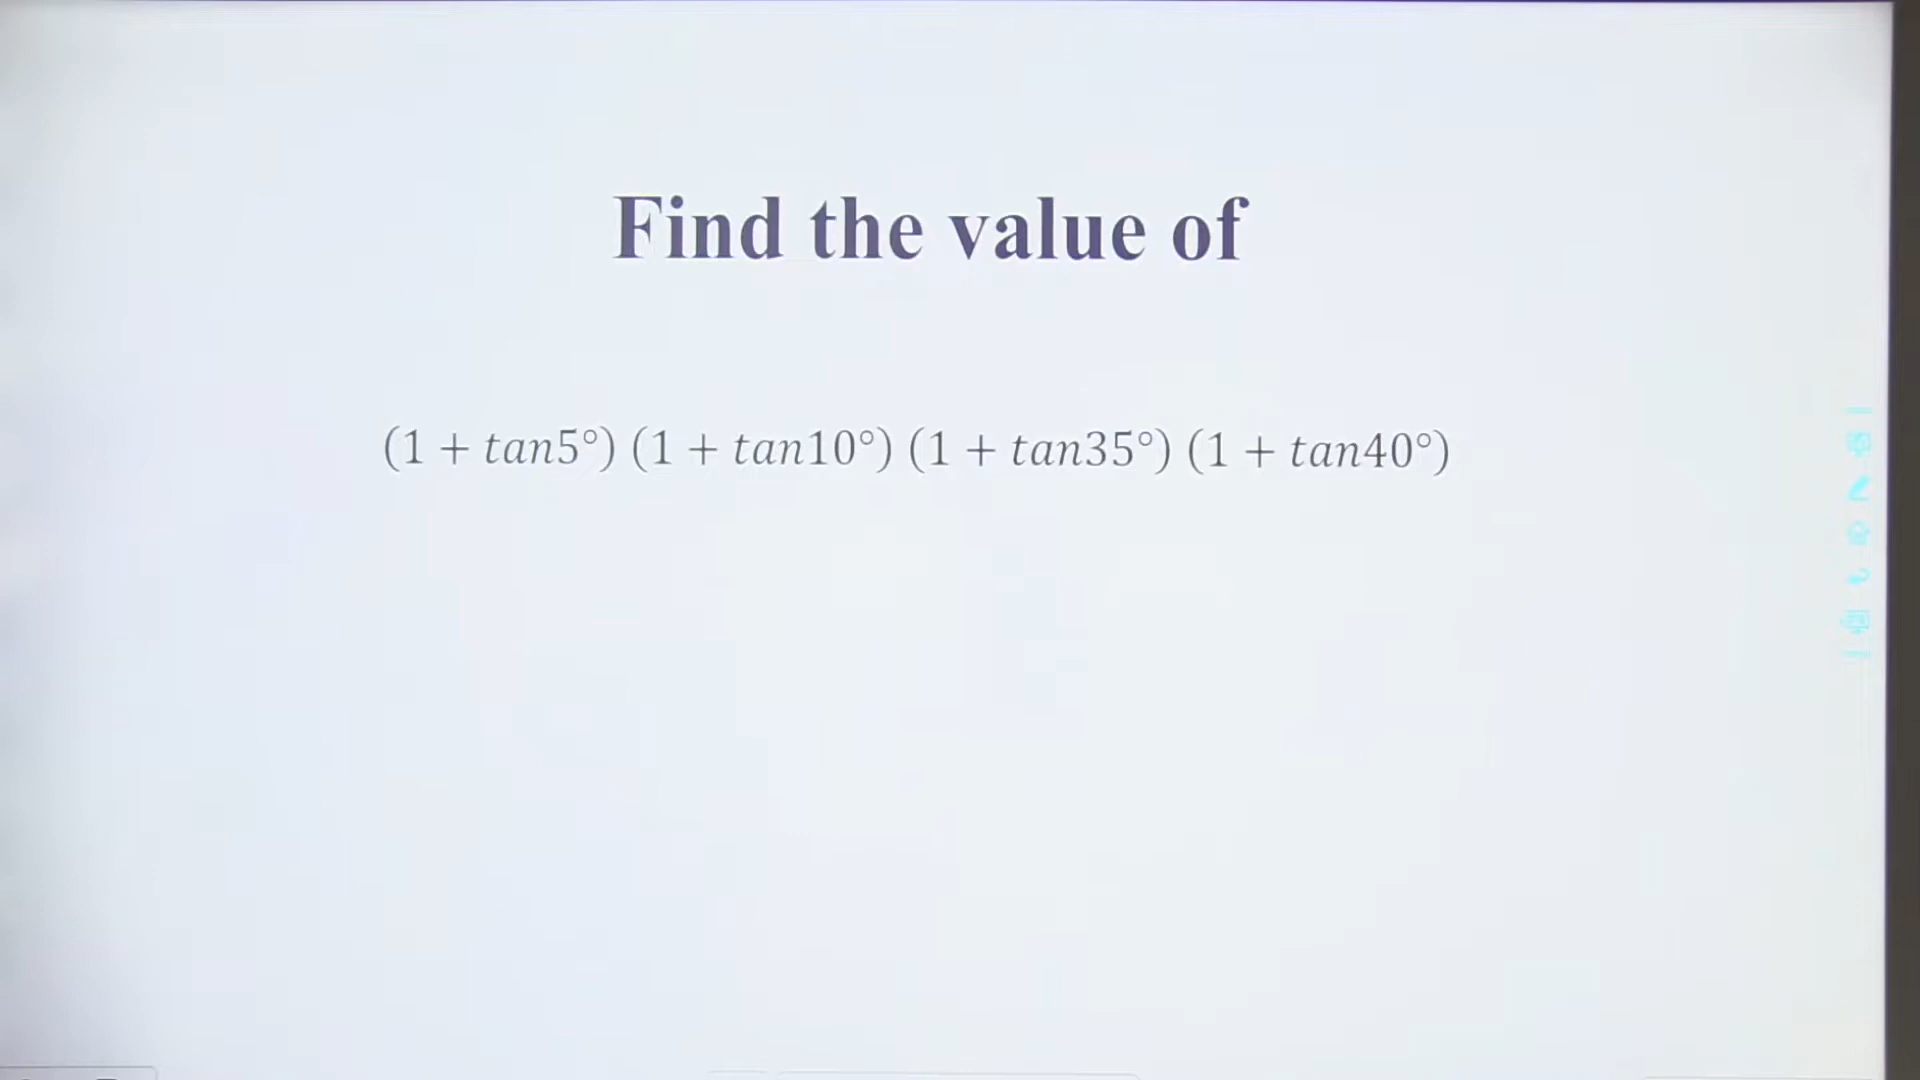 Find the value of
(1 + tan5°) (1 + tan10°) (1 + tan35°) (1 + tan40°)